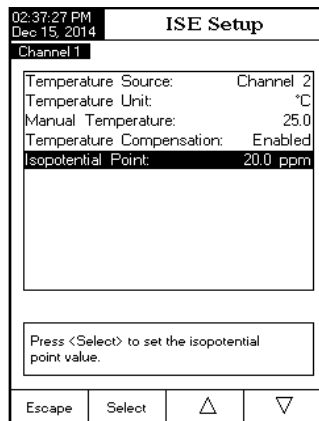 02:37:27 PM
Dec 15, 2014
ISE Setup
Channel 1
Temperature Source: Channel 2
Temperature Unit: °C
Manual Temperature: 25.0
Temperature Compensation: Enabled
Isopotential Point: 20.0 ppm
Press <Select> to set the isopotential
point value.
Escape Select △ ▽